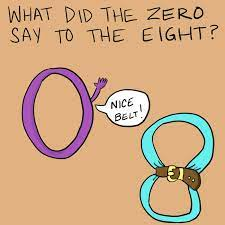 WHAT DID THE ZERO
SAY TO THE EIGHT?
NICE
BELT!